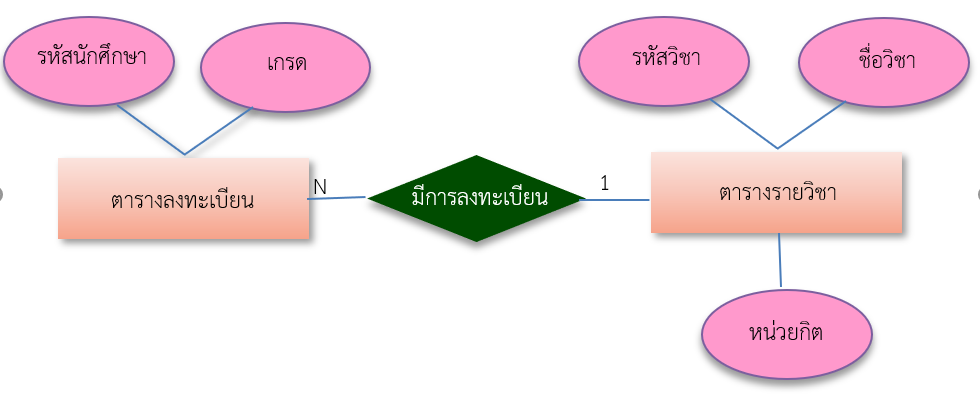 รหัสนักศึกษา
เกรด
รหัสวิชา
ชื่อวิชา
ตารางลงทะเบียน
N
มีการลงทะเบียน
1
ตารางรายวิชา
หน่วยกิต